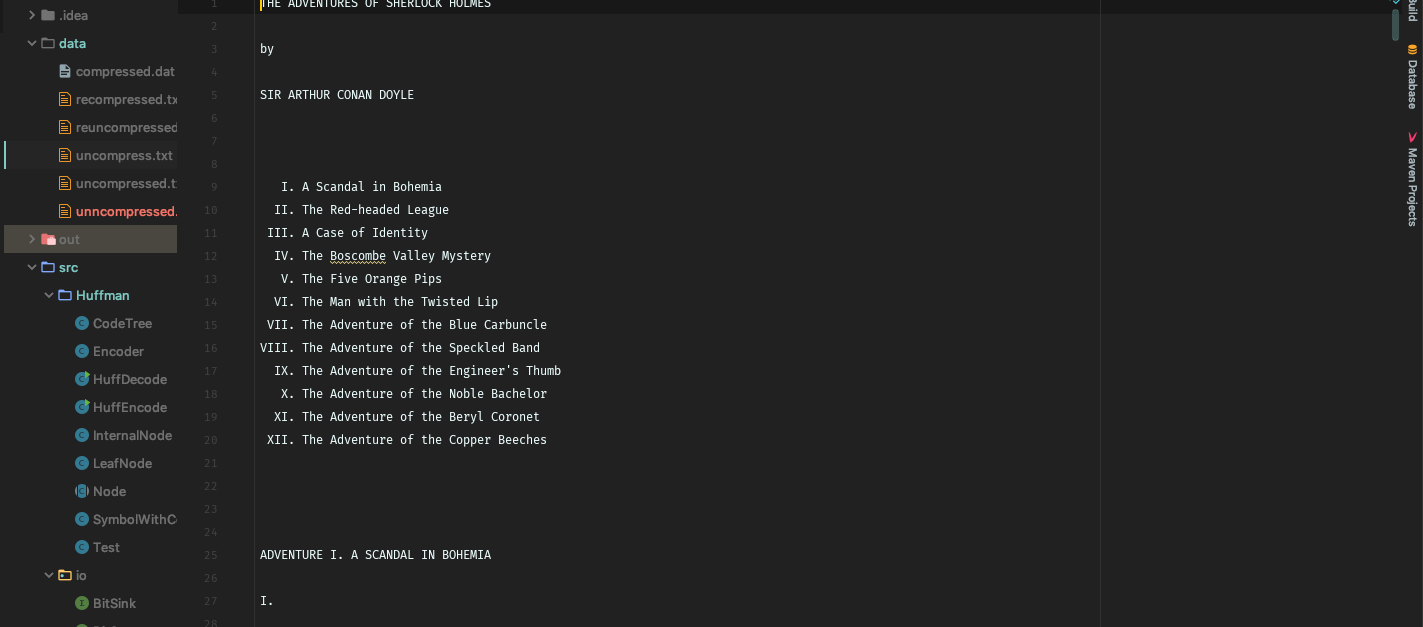 .idea
data
compressed.dat
recompressed.tx
reuncompressed
uncompress.txt
uncompressed.t
unncompressed.
out
src
Huffman
CodeTree
Encoder
HuffDecode
HuffEncode
InternalNode
LeafNode
Node
SymbolWithC
Test
io
BitSink
1 THE ADVENTURES OF SHERLOCK HOLMES
2
3 by
4
5 SIR ARTHUR CONAN DOYLE
6
7
8
9 I. A Scandal in Bohemia
10 II. The Red-headed League
11 III. A Case of Identity
12 IV. The Boscombe Valley Mystery
13 V. The Five Orange Pips
14 VI. The Man with the Twisted Lip
15 VII. The Adventure of the Blue Carbuncle
16 VIII. The Adventure of the Speckled Band
17 IX. The Adventure of the Engineer's Thumb
18 X. The Adventure of the Noble Bachelor
19 XI. The Adventure of the Beryl Coronet
20 XII. The Adventure of the Copper Beeches
21
22
23
24
25 ADVENTURE I. A SCANDAL IN BOHEMIA
26
27 I.
28
Build
Database
Maven Projects